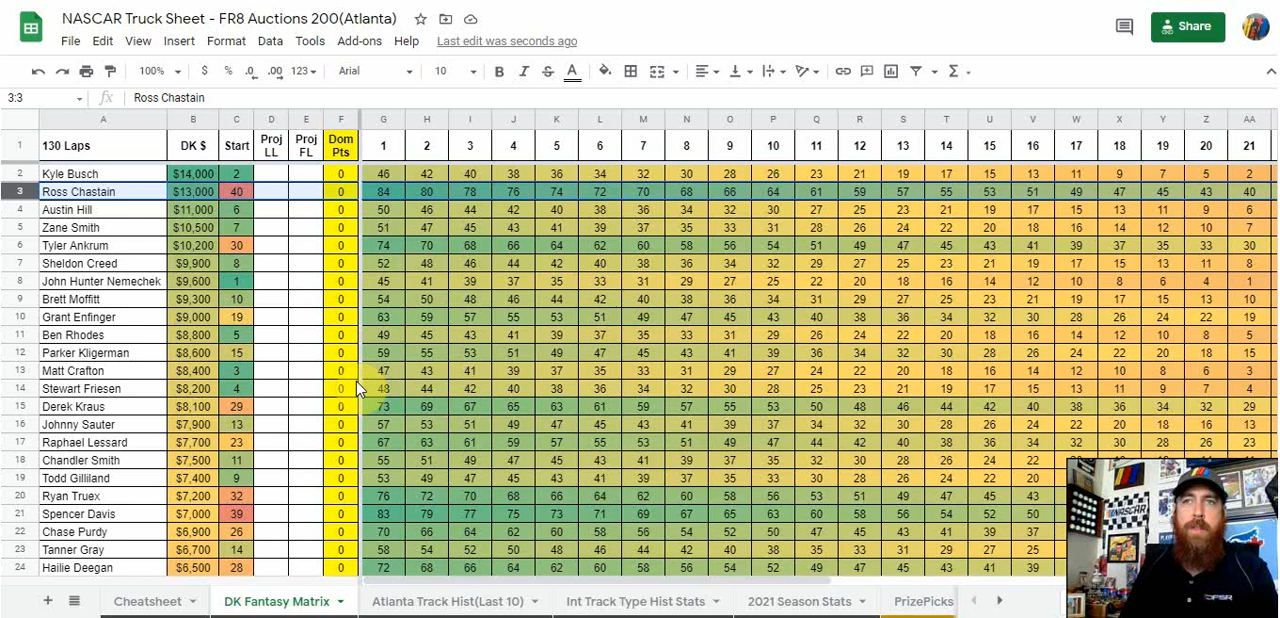 NASCAR Truck Sheet - FR8 Auctions 200(Atlanta)
File Edit View Insert Format Data Tools Add-ons Help Last edit was seconds ago
Share
100% $ % .0 .00 123 Arial 10 B I S A
3:3 fx Ross Chastain
A B C D E F G H I J K L M N O P Q R S T U V W X Y Z AA
1 130 Laps DK $ Start Proj LL Proj FL Dom Pts 1 2 3 4 5 6 7 8 9 10 11 12 13 14 15 16 17 18 19 20 21
2 Kyle Busch $14,000 2 0 46 42 40 38 36 34 32 30 28 26 23 21 19 17 15 13 11 9 7 5 2
3 Ross Chastain $13,000 40 0 84 80 78 76 74 72 70 68 66 64 61 59 57 55 53 51 49 47 45 43 40
4 Austin Hill $11,000 6 0 50 46 44 42 40 38 36 34 32 30 27 25 23 21 19 17 15 13 11 9 6
5 Zane Smith $10,500 7 0 51 47 45 43 41 39 37 35 33 31 28 26 24 22 20 18 16 14 12 10 7
6 Tyler Ankrum $10,200 30 0 74 70 68 66 64 62 60 58 56 54 51 49 47 45 43 41 39 37 35 33 30
7 Sheldon Creed $9,900 8 0 52 48 46 44 42 40 38 36 34 32 29 27 25 23 21 19 17 15 13 11 8
8 John Hunter Nemechek $9,600 1 0 45 41 39 37 35 33 31 29 27 25 22 20 18 16 14 12 10 8 6 4 1
9 Brett Moffitt $9,300 10 0 54 50 48 46 44 42 40 38 36 34 31 29 27 25 23 21 19 17 15 13 10
10 Grant Enfinger $9,000 19 0 63 59 57 55 53 51 49 47 45 43 40 38 36 34 32 30 28 26 24 22 19
11 Ben Rhodes $8,800 5 0 49 45 43 41 39 37 35 33 31 29 26 24 22 20 18 16 14 12 10 8 5
12 Parker Kligerman $8,600 15 0 59 55 53 51 49 47 45 43 41 39 36 34 32 30 28 26 24 22 20 18 15
13 Matt Crafton $8,400 3 0 47 43 41 39 37 35 33 31 29 27 24 22 20 18 16 14 12 10 8 6 3
14 Stewart Friesen $8,200 4 0 48 44 42 40 38 36 34 32 30 28 25 23 21 19 17 15 13 11 9 7 4
15 Derek Kraus $8,100 29 0 73 69 67 65 63 61 59 57 55 53 50 48 46 44 42 40 38 36 34 32 29
16 Johnny Sauter $7,900 13 0 57 53 51 49 47 45 43 41 39 37 34 32 30 28 26 24 22 20 18 16 13
17 Raphael Lessard $7,700 23 0 67 63 61 59 57 55 53 51 49 47 44 42 40 38 36 34 32 30 28 26 23
18 Chandler Smith $7,500 11 0 55 51 49 47 45 43 41 39 37 35 32 30 28 26 24 22
19 Todd Gilliland $7,400 9 0 53 49 47 45 43 41 39 37 35 33 30 28 26 24 22 20
20 Ryan Truex $7,200 32 0 76 72 70 68 66 64 62 60 58 56 53 51 49 47 45 43
21 Spencer Davis $7,000 39 0 83 79 77 75 73 71 69 67 65 63 60 58 56 54 52 50
22 Chase Purdy $6,900 26 0 70 66 64 62 60 58 56 54 52 50 47 45 43 41 39 37
23 Tanner Gray $6,700 14 0 58 54 52 50 48 46 44 42 40 38 35 33 31 29 27 25
24 Hailie Deegan $6,500 28 0 72 68 66 64 62 60 58 56 54 52 49 47 45 43 41 39
Cheatsheet DK Fantasy Matrix Atlanta Track Hist(Last 10) Int Track Type Hist Stats 2021 Season Stats PrizePicks